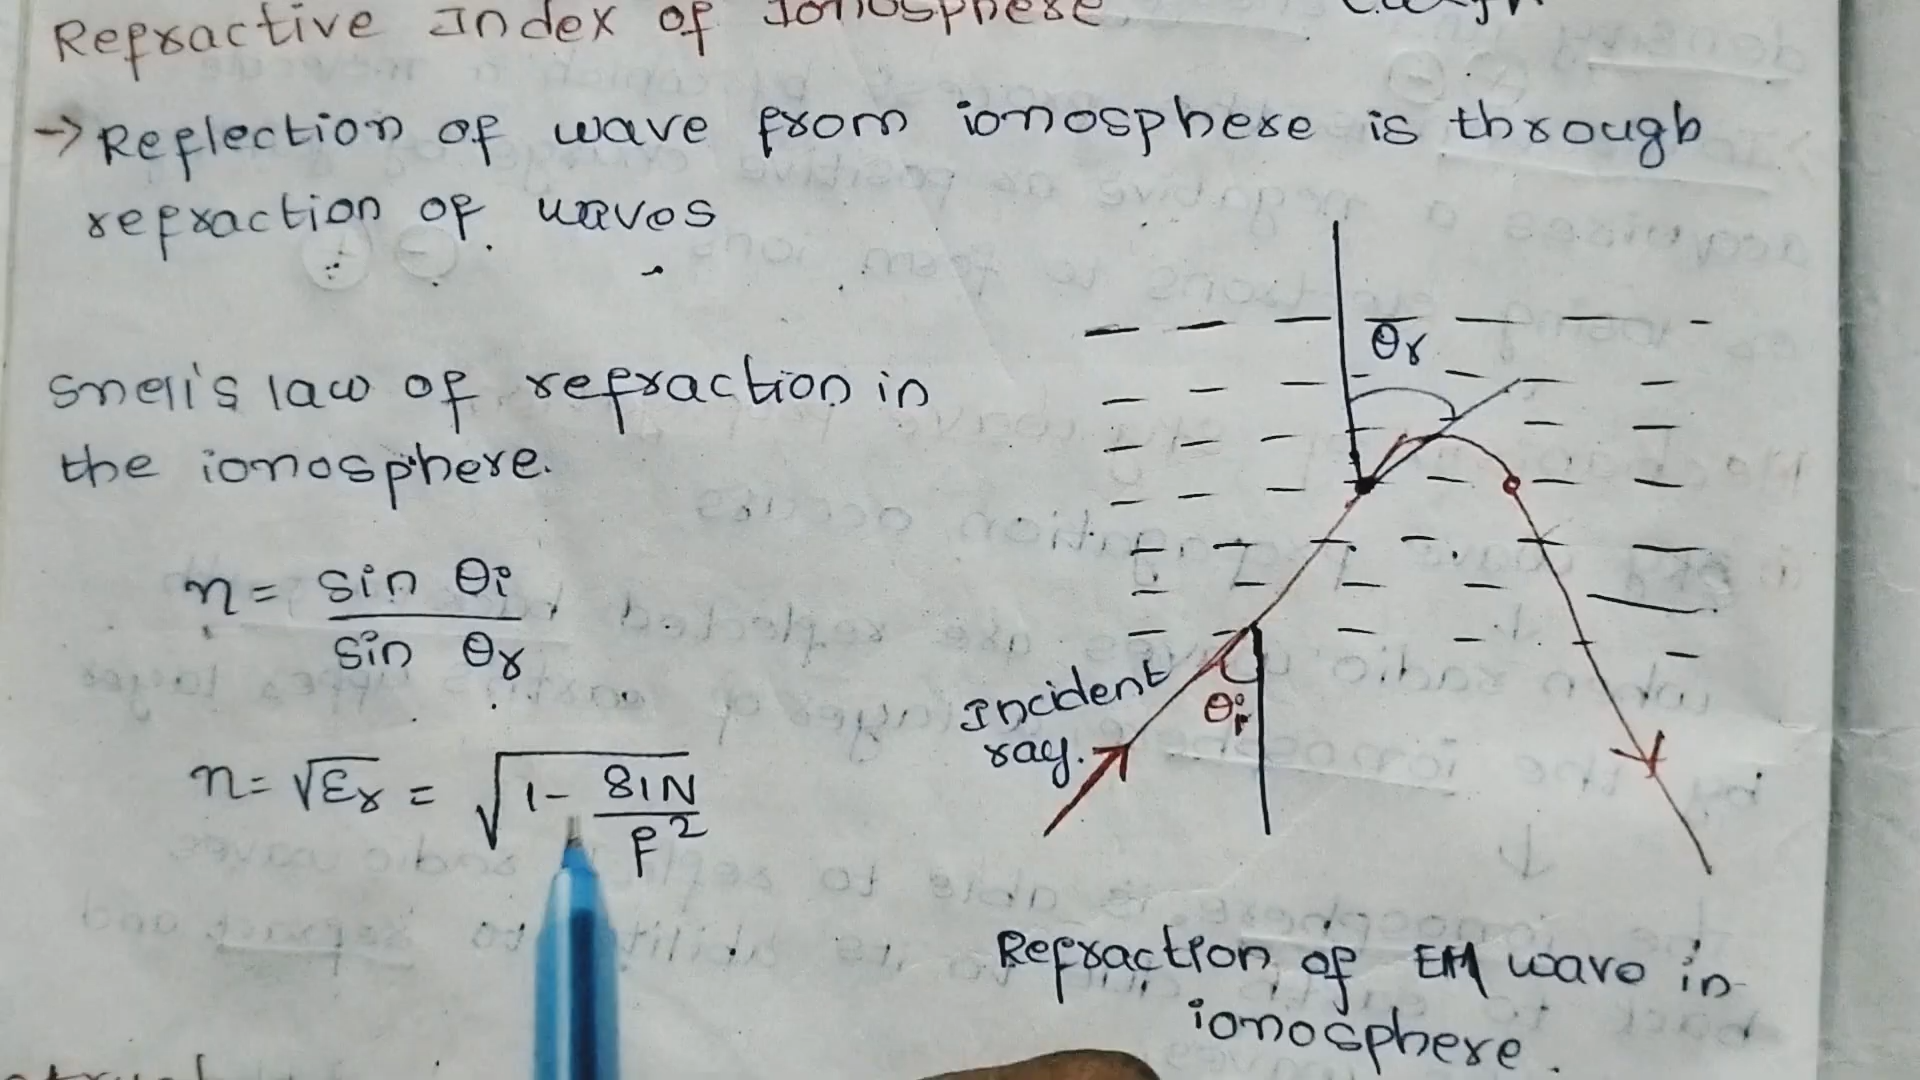 Refractive Index of Ionosphere
→ Reflection of wave from ionosphere is through
refraction of waves
Snell's law of refraction in
the ionosphere.
n = sin θi / sin θr
n = √εr = √(1 - 81N / f²)
θr
Incident
ray.
θi
Refraction of EM wave in
ionosphere.